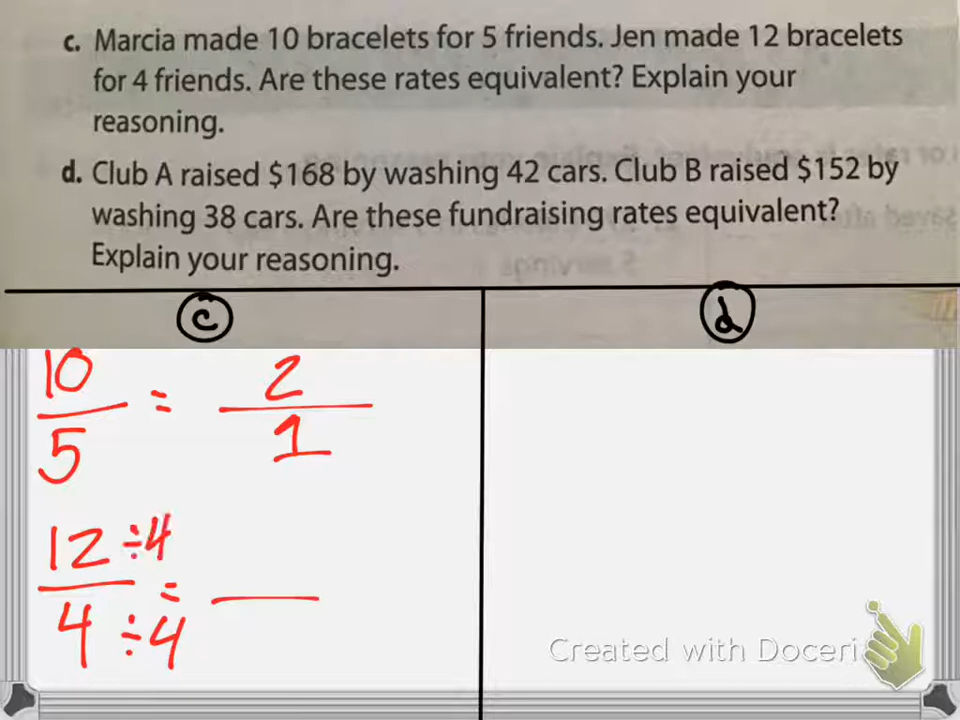 c. Marcia made 10 bracelets for 5 friends. Jen made 12 bracelets
for 4 friends. Are these rates equivalent? Explain your
reasoning.
d. Club A raised $168 by washing 42 cars. Club B raised $152 by
washing 38 cars. Are these fundraising rates equivalent?
Explain your reasoning.
c
d
10
5
=
2
1
12 ÷4
4 ÷4
=
Created with Doceri